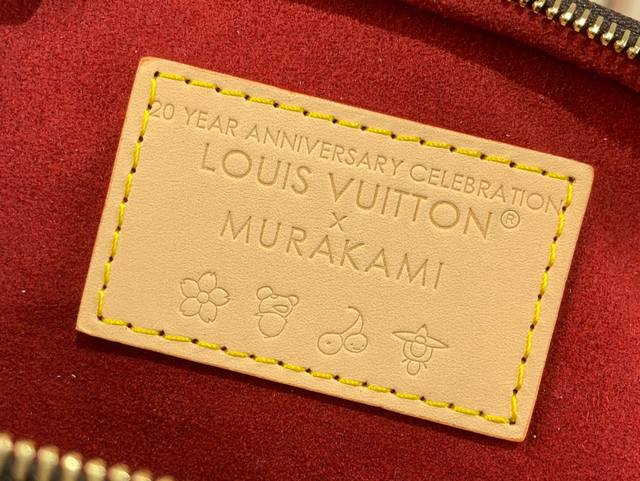 20 YEAR ANNIVERSARY CELEBRATION
LOUIS VUITTON®
×
MURAKAMI